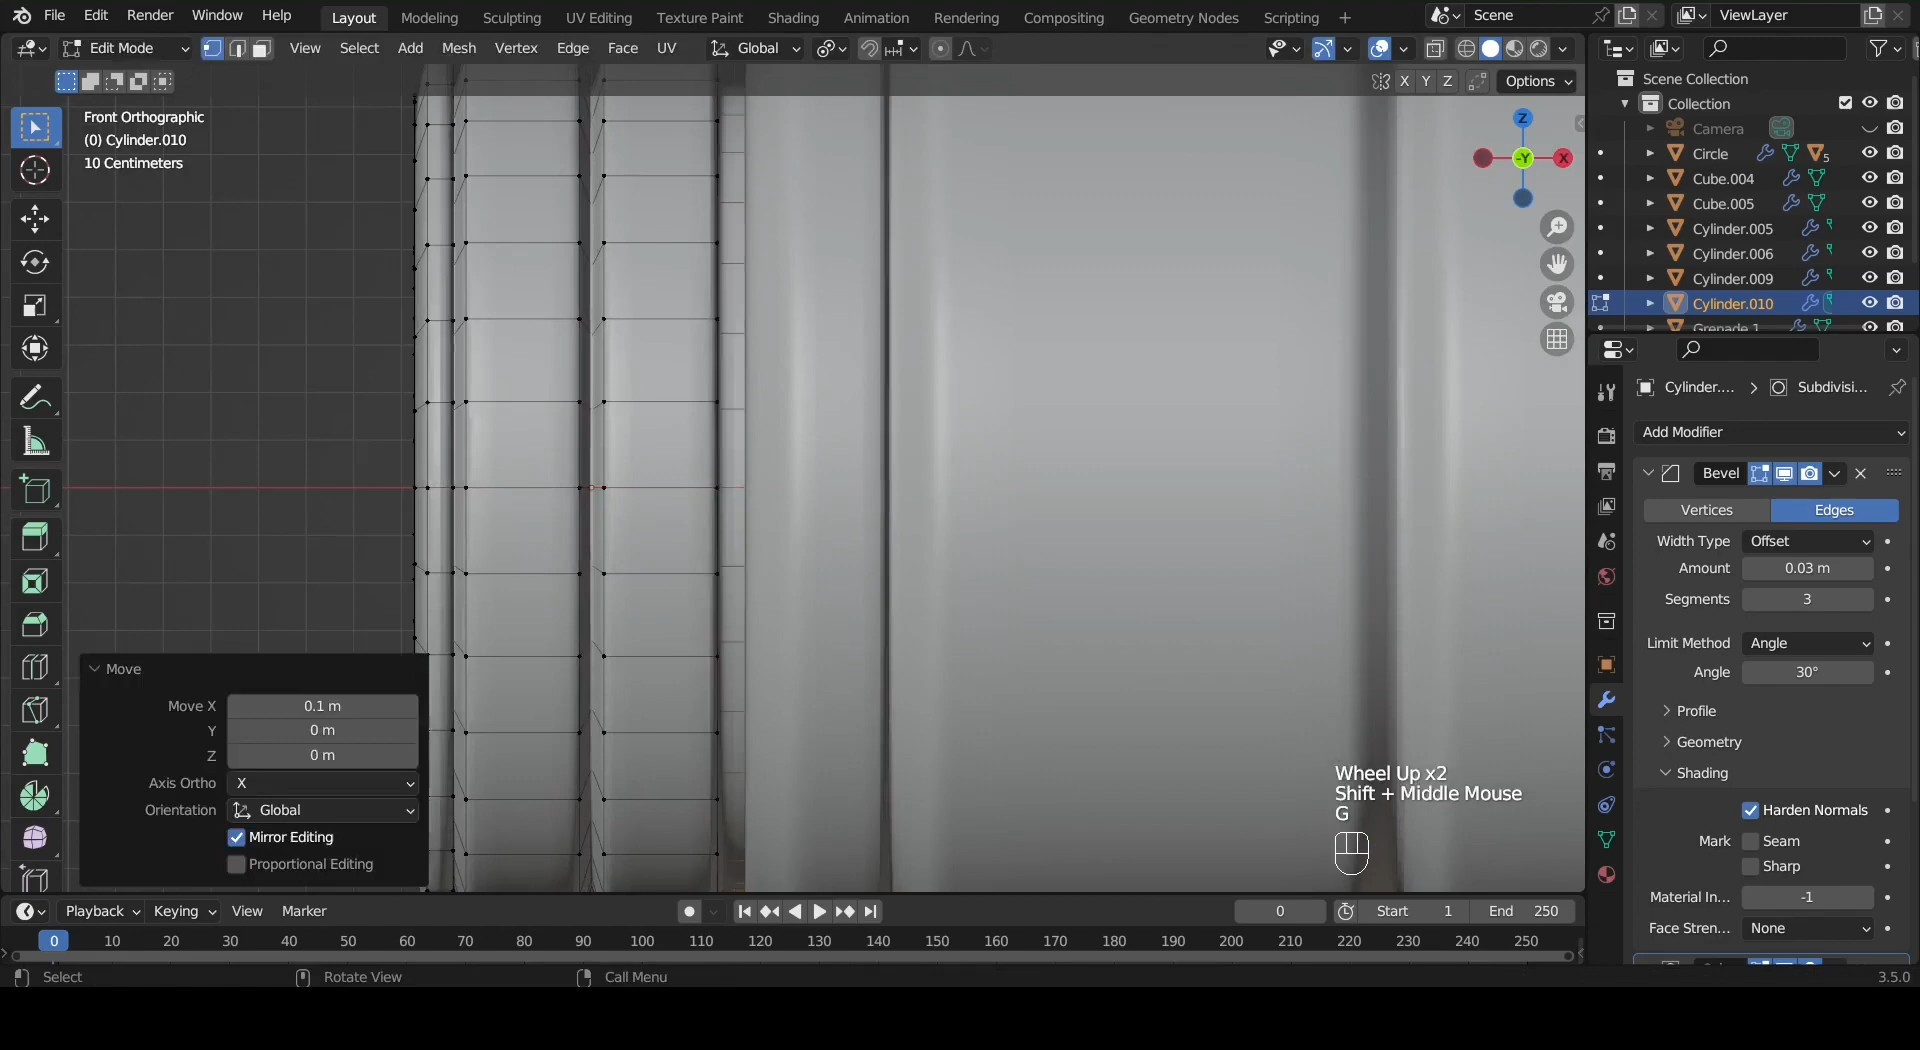 File Edit Render Window Help Layout Modeling Sculpting UV Editing Texture Paint Shading Animation Rendering Compositing Geometry Nodes Scripting + Scene ViewLayer
Edit Mode View Select Add Mesh Vertex Edge Face UV Global
X Y Z Options
Front Orthographic
(0) Cylinder.010
10 Centimeters
Z
-Y X
Scene Collection
Collection
Camera
Circle 5
Cube.004
Cube.005
Cylinder.005
Cylinder.006
Cylinder.009
Cylinder.010
Grenade 1
Cylinder.... > Subdivisi...
Add Modifier
Bevel
Vertices Edges
Width Type Offset
Amount 0.03 m
Segments 3
Limit Method Angle
Angle 30°
Profile
Geometry
Shading
Harden Normals
Mark Seam
Sharp
Material In... -1
Face Stren... None
Move
Move X 0.1 m
Y 0 m
Z 0 m
Axis Ortho X
Orientation Global
Mirror Editing
Proportional Editing
Wheel Up x2
Shift + Middle Mouse
G
Playback Keying View Marker 0 Start 1 End 250
0 10 20 30 40 50 60 70 80 90 100 110 120 130 140 150 160 170 180 190 200 210 220 230 240 250
Select Rotate View Call Menu 3.5.0